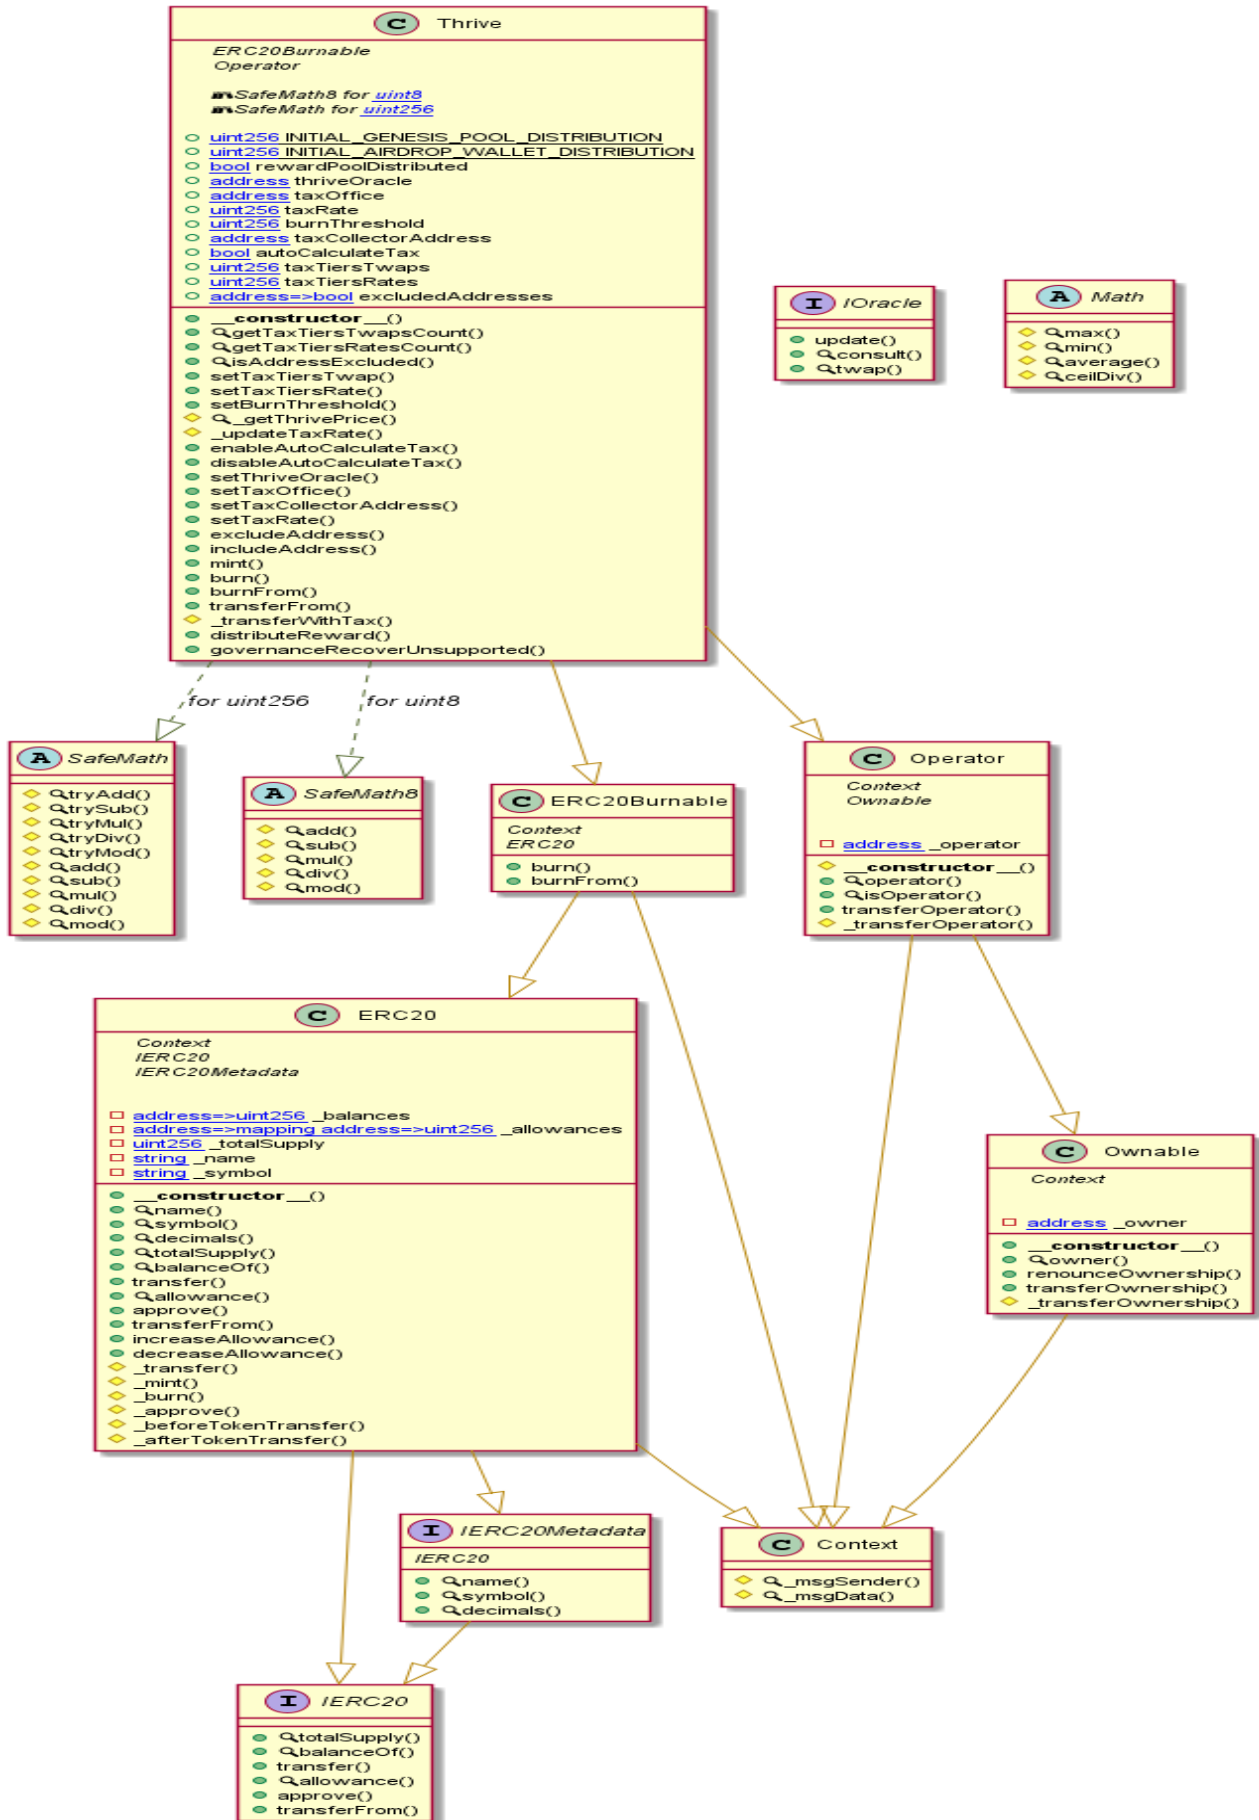 C Thrive
ERC20Burnable
Operator
SafeMath8 for uint8
SafeMath for uint256
uint256 INITIAL_GENESIS_POOL_DISTRIBUTION
uint256 INITIAL_AIRDROP_WALLET_DISTRIBUTION
bool rewardPoolDistributed
address thriveOracle
address taxOffice
uint256 taxRate
uint256 burnThreshold
address taxCollectorAddress
bool autoCalculateTax
uint256 taxTiersTwaps
uint256 taxTiersRates
address=>bool excludedAddresses
__constructor__()
getTaxTiersTwapsCount()
getTaxTiersRatesCount()
isAddressExcluded()
setTaxTiersTwap()
setTaxTiersRate()
setBurnThreshold()
_getThrivePrice()
_updateTaxRate()
enableAutoCalculateTax()
disableAutoCalculateTax()
setThriveOracle()
setTaxOffice()
setTaxCollectorAddress()
setTaxRate()
excludeAddress()
includeAddress()
mint()
burn()
burnFrom()
transferFrom()
_transferWithTax()
distributeReward()
governanceRecoverUnsupported()
I IOracle
update()
consult()
twap()
A Math
max()
min()
average()
ceilDiv()
for uint256
for uint8
A SafeMath
tryAdd()
trySub()
tryMul()
tryDiv()
tryMod()
add()
sub()
mul()
div()
mod()
A SafeMath8
add()
sub()
mul()
div()
mod()
C ERC20Burnable
Context
ERC20
burn()
burnFrom()
C Operator
Context
Ownable
address _operator
__constructor__()
operator()
isOperator()
transferOperator()
_transferOperator()
C ERC20
Context
IERC20
IERC20Metadata
address=>uint256 _balances
address=>mapping address=>uint256 _allowances
uint256 _totalSupply
string _name
string _symbol
__constructor__()
name()
symbol()
decimals()
totalSupply()
balanceOf()
transfer()
allowance()
approve()
transferFrom()
increaseAllowance()
decreaseAllowance()
_transfer()
_mint()
_burn()
_approve()
_beforeTokenTransfer()
_afterTokenTransfer()
C Ownable
Context
address _owner
__constructor__()
owner()
renounceOwnership()
transferOwnership()
_transferOwnership()
I IERC20Metadata
IERC20
name()
symbol()
decimals()
C Context
_msgSender()
_msgData()
I IERC20
totalSupply()
balanceOf()
transfer()
allowance()
approve()
transferFrom()